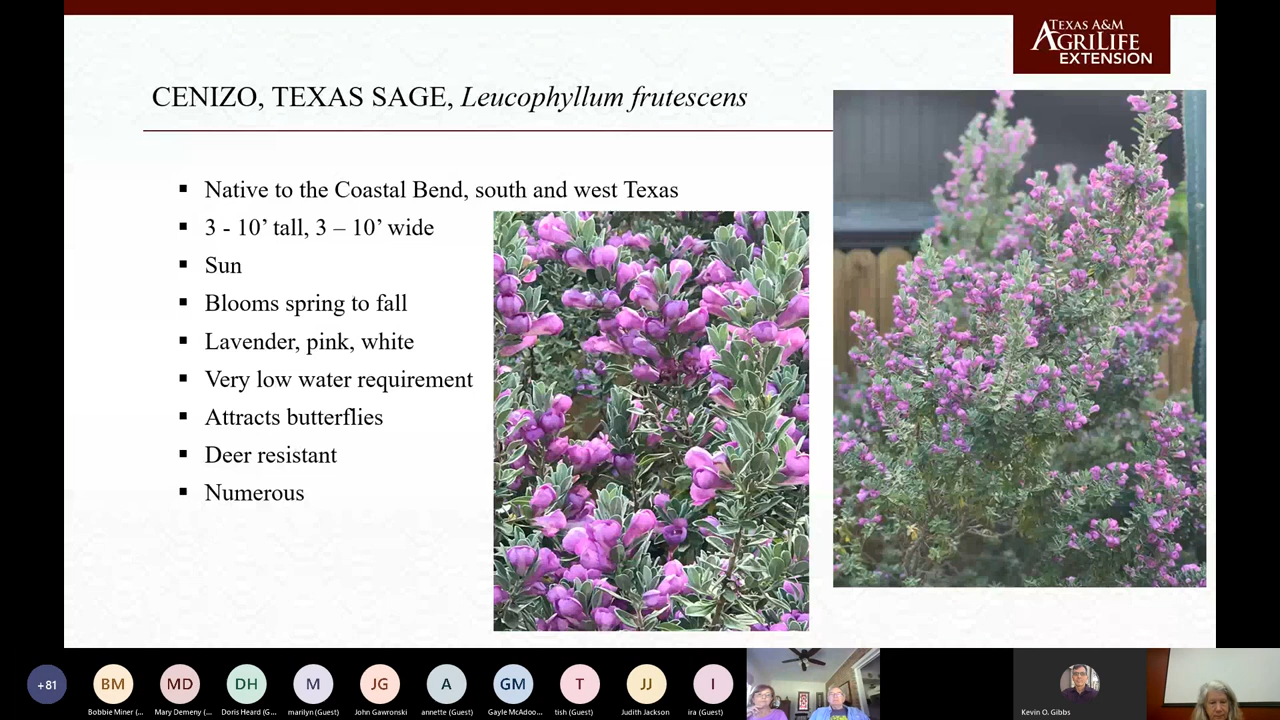 TEXAS A&M
AGRILIFE
EXTENSION
CENIZO, TEXAS SAGE, Leucophyllum frutescens
Native to the Coastal Bend, south and west Texas
3 - 10’ tall, 3 – 10’ wide
Sun
Blooms spring to fall
Lavender, pink, white
Very low water requirement
Attracts butterflies
Deer resistant
Numerous
+81
BM
MD
DH
M
JG
A
GM
T
JJ
I
Bobbie Miner (...
Mary Demeny (...
Doris Heard (G...
marilyn (Guest)
John Gawronski
annette (Guest)
Gayle McAdoo...
tish (Guest)
Judith Jackson
ira (Guest)
Kevin O. Gibbs